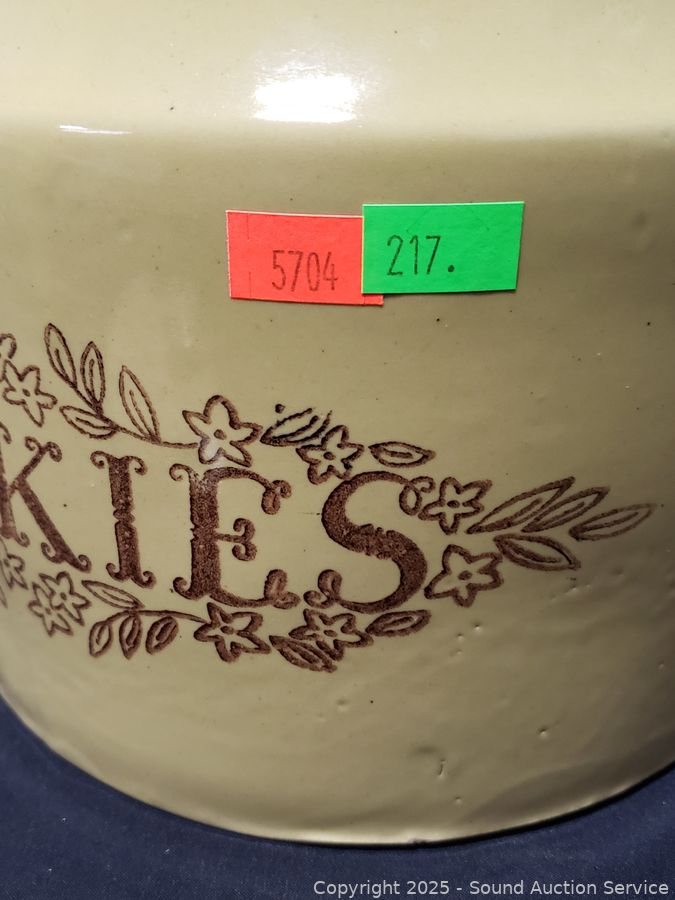 5704
217.
KIES
Copyright 2025 - Sound Auction Service